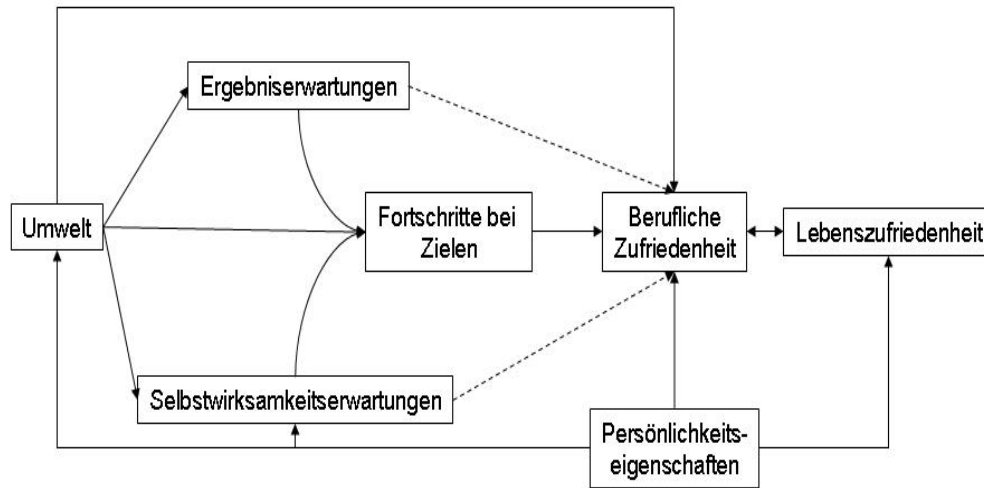 Ergebniserwartungen
Umwelt
Fortschritte bei
Zielen
Berufliche
Zufriedenheit
Lebenszufriedenheit
Selbstwirksamkeitserwartungen
Persönlichkeits-
eigenschaften